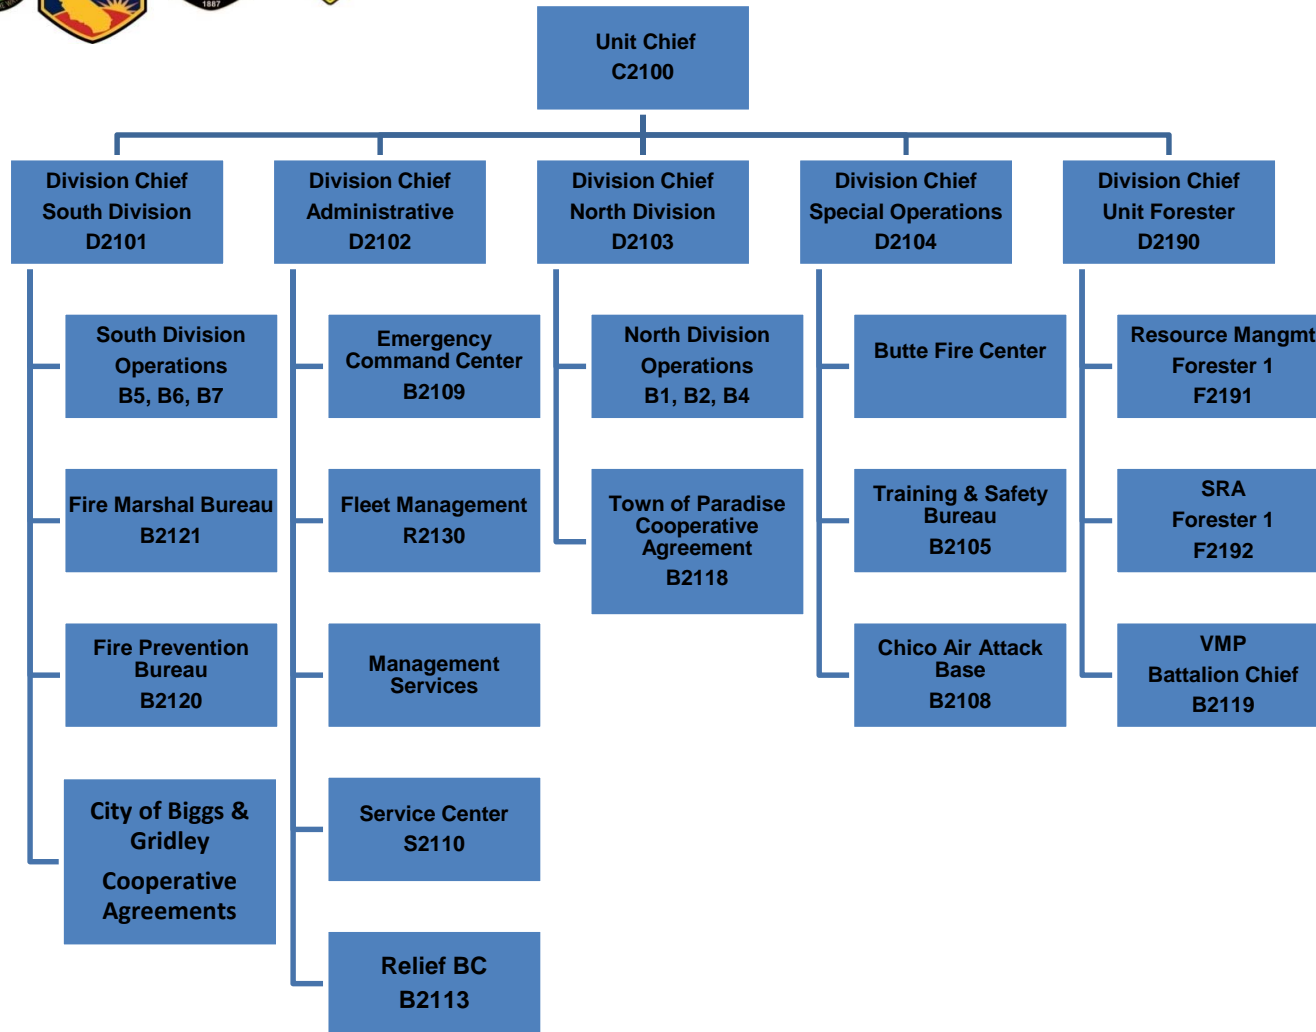 1887
Unit Chief
C2100
Division Chief
South Division
D2101
Division Chief
Administrative
D2102
Division Chief
North Division
D2103
Division Chief
Special Operations
D2104
Division Chief
Unit Forester
D2190
South Division
Operations
B5, B6, B7
Emergency
Command Center
B2109
North Division
Operations
B1, B2, B4
Butte Fire Center
Resource Mangmt
Forester 1
F2191
Fire Marshal Bureau
B2121
Fleet Management
R2130
Town of Paradise
Cooperative
Agreement
B2118
Training & Safety
Bureau
B2105
SRA
Forester 1
F2192
Fire Prevention
Bureau
B2120
Management
Services
Chico Air Attack
Base
B2108
VMP
Battalion Chief
B2119
City of Biggs &
Gridley
Cooperative
Agreements
Service Center
S2110
Relief BC
B2113